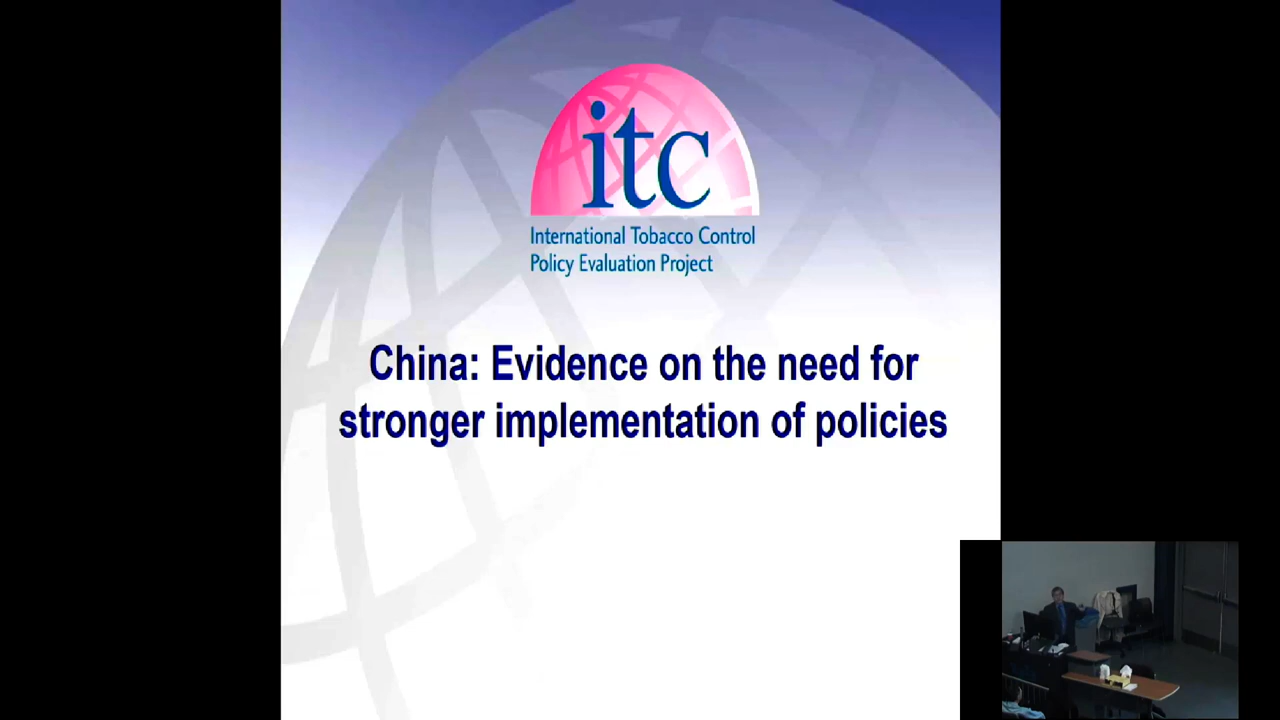 itc
International Tobacco Control
Policy Evaluation Project
China: Evidence on the need for
stronger implementation of policies